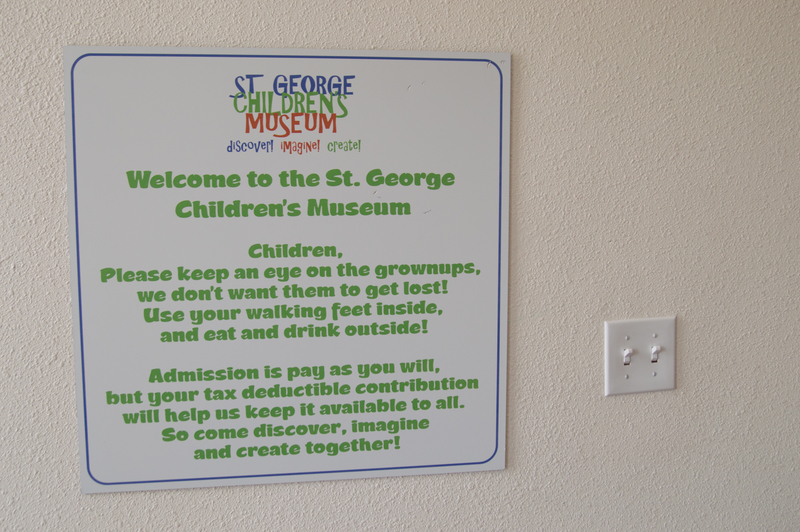 ST GEORGE
CHILDREN'S
MUSEUM
discover! imagine! create!
Welcome to the St. George
Children's Museum
Children,
Please keep an eye on the grownups,
we don't want them to get lost!
Use your walking feet inside,
and eat and drink outside!
Admission is pay as you will,
but your tax deductible contribution
will help us keep it available to all.
So come discover, imagine
and create together!